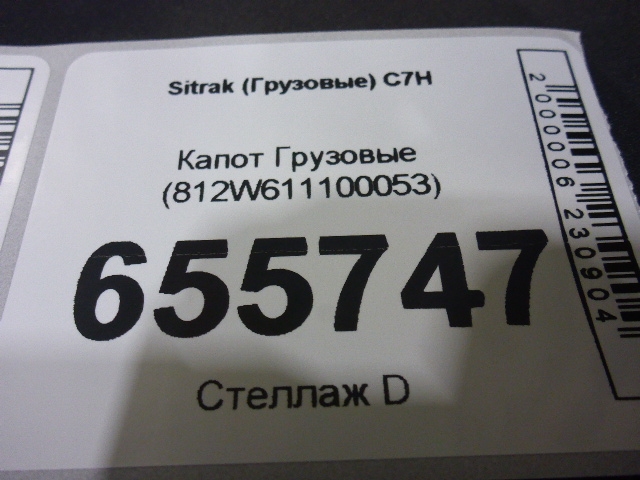 Sitrak (Грузовые) C7H
Капот Грузовые
(812W611100053)
655747
Стеллаж D
2 000006 230904